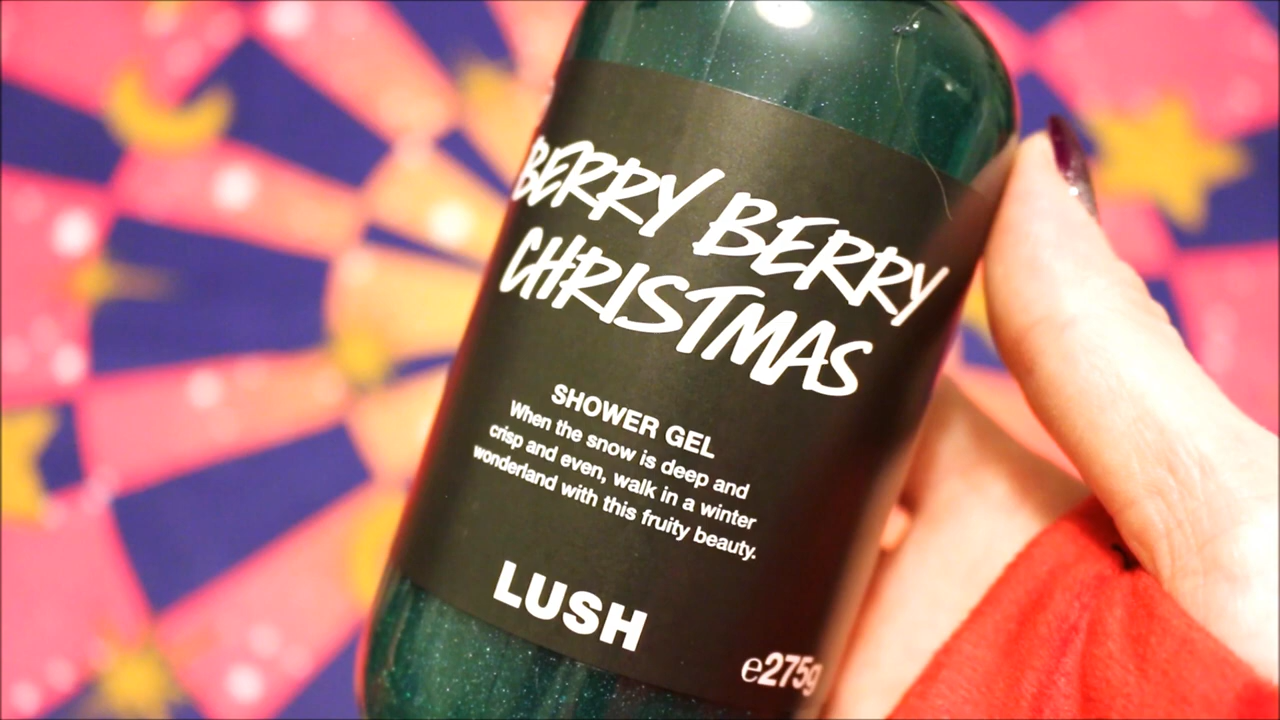 BERRY BERRY
CHRISTMAS
SHOWER GEL
When the snow is deep and
crisp and even, walk in a winter
wonderland with this fruity beauty.
LUSH
e275g